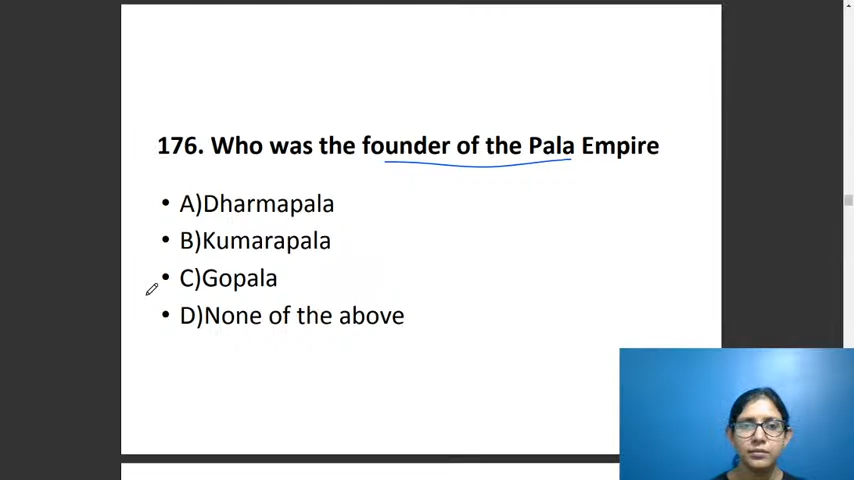 176. Who was the founder of the Pala Empire
• A)Dharmapala
• B)Kumarapala
• C)Gopala
• D)None of the above